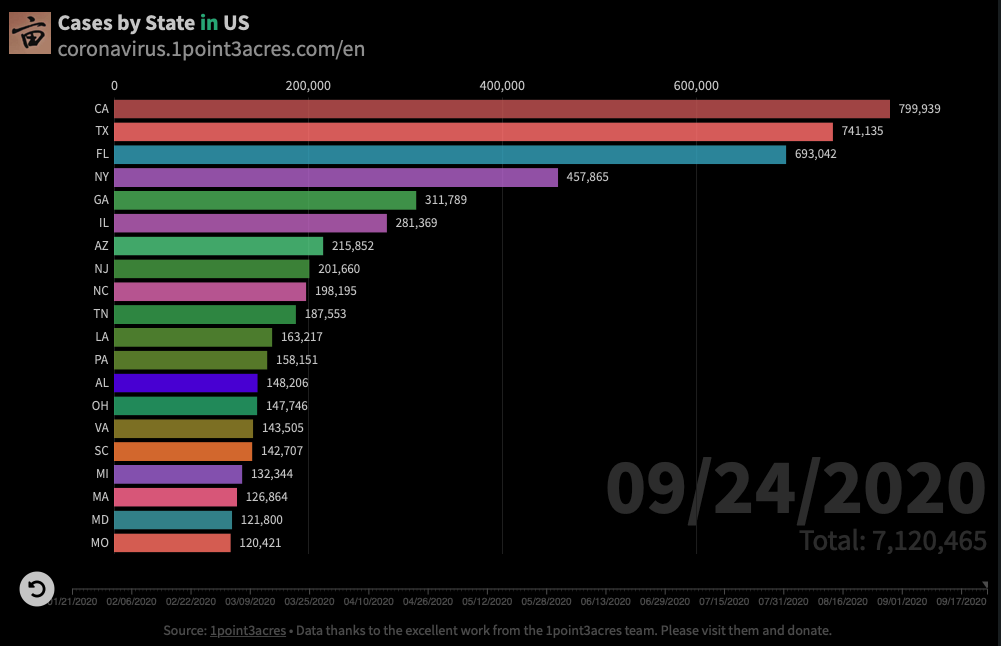 亩
Cases by State in US
coronavirus.1point3acres.com/en
0 200,000 400,000 600,000
CA 799,939
TX 741,135
FL 693,042
NY 457,865
GA 311,789
IL 281,369
AZ 215,852
NJ 201,660
NC 198,195
TN 187,553
LA 163,217
PA 158,151
AL 148,206
OH 147,746
VA 143,505
SC 142,707
MI 132,344
MA 126,864
MD 121,800
MO 120,421
09/24/2020
Total: 7,120,465
01/21/2020 02/06/2020 02/22/2020 03/09/2020 03/25/2020 04/10/2020 04/26/2020 05/12/2020 05/28/2020 06/13/2020 06/29/2020 07/15/2020 07/31/2020 08/16/2020 09/01/2020 09/17/2020
Source: 1point3acres • Data thanks to the excellent work from the 1point3acres team. Please visit them and donate.